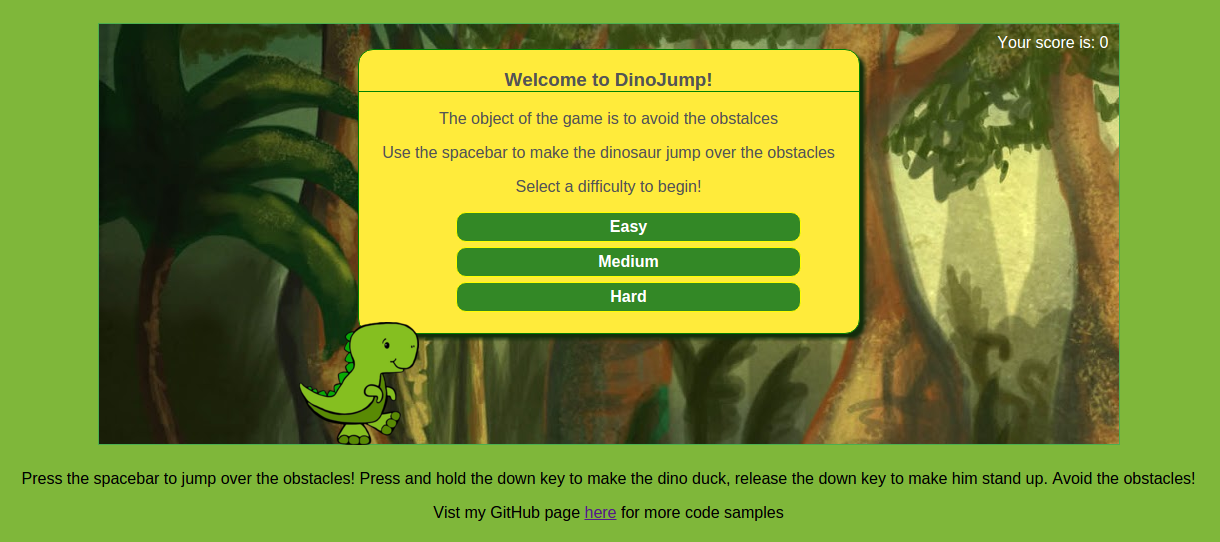 Your score is: 0
Welcome to DinoJump!
The object of the game is to avoid the obstalces
Use the spacebar to make the dinosaur jump over the obstacles
Select a difficulty to begin!
Easy
Medium
Hard
Press the spacebar to jump over the obstacles! Press and hold the down key to make the dino duck, release the down key to make him stand up. Avoid the obstacles!
Vist my GitHub page here for more code samples